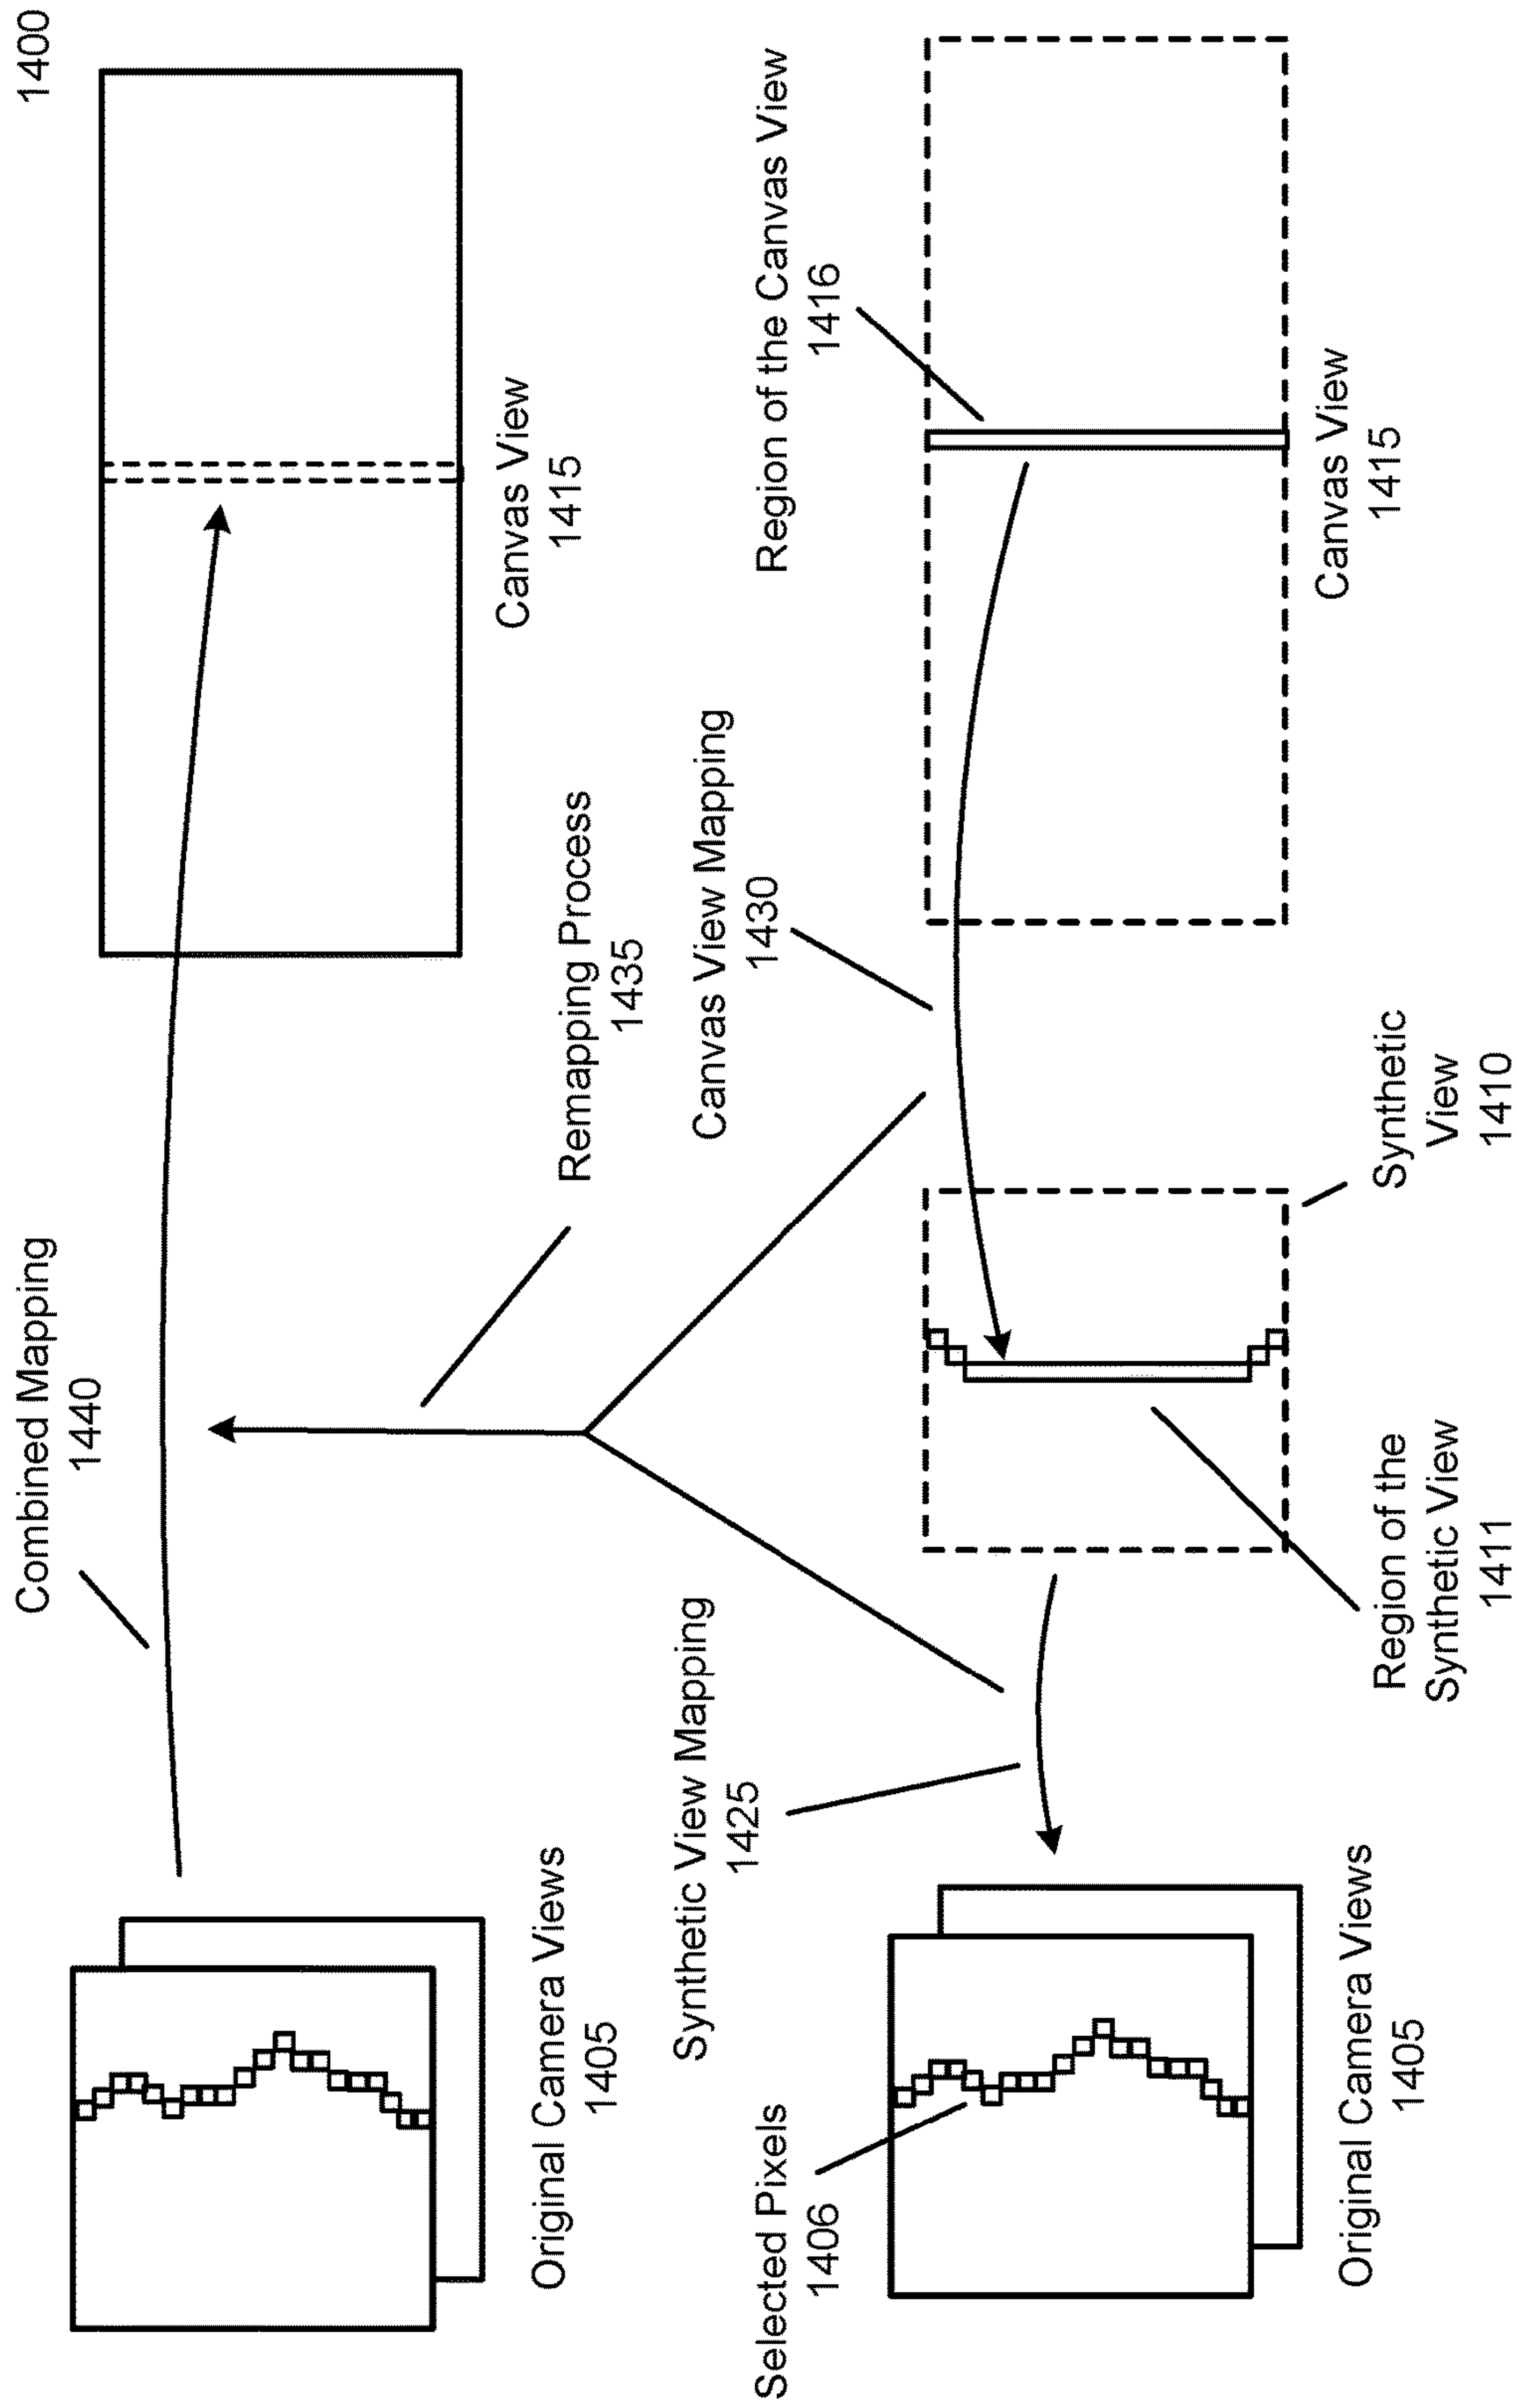 1400
Combined Mapping
1440
Original Camera Views
1405
Canvas View
1415
Remapping Process
1435
Synthetic View Mapping
1425
Canvas View Mapping
1430
Selected Pixels
1406
Region of the Canvas View
1416
Original Camera Views
1405
Region of the
Synthetic View
1411
Synthetic
View
1410
Canvas View
1415